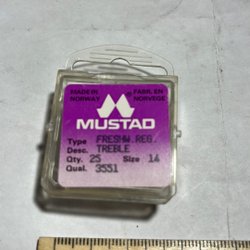 MADE IN NORWAY
FABR. EN NORVEGE
®
MUSTAD
Type FRESHW. REG.
Desc. TREBLE
Qty. 25 Size 14
Qual. 3551